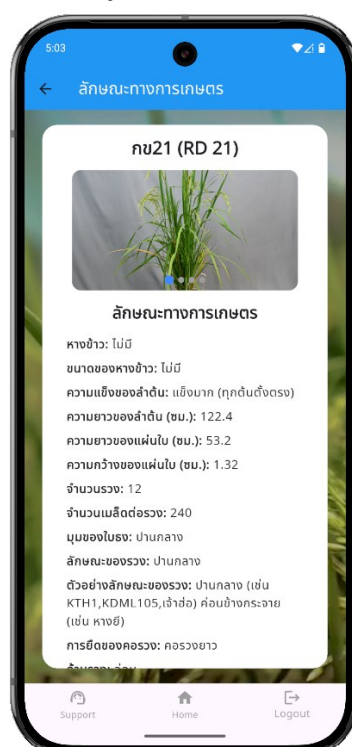 5:03
ลักษณะทางการเกษตร
กข21 (RD 21)
ลักษณะทางการเกษตร
หางข้าว: ไม่มี
ขนาดของหางข้าว: ไม่มี
ความแข็งของลำต้น: แข็งมาก (ทุกต้นตั้งตรง)
ความยาวของลำต้น (ซม.): 122.4
ความยาวของแผ่นใบ (ซม.): 53.2
ความกว้างของแผ่นใบ (ซม.): 1.32
จำนวนรวง: 12
จำนวนเมล็ดต่อรวง: 240
มุมของใบธง: ปานกลาง
ลักษณะของรวง: ปานกลาง
ตัวอย่างลักษณะของรวง: ปานกลาง (เช่น
KTH1,KDML105,เจ้าฮ่อ) ค่อนข้างกระจาย
(เช่น หางยี)
การยืดของคอรวง: คอรวงยาว
Support
Home
Logout